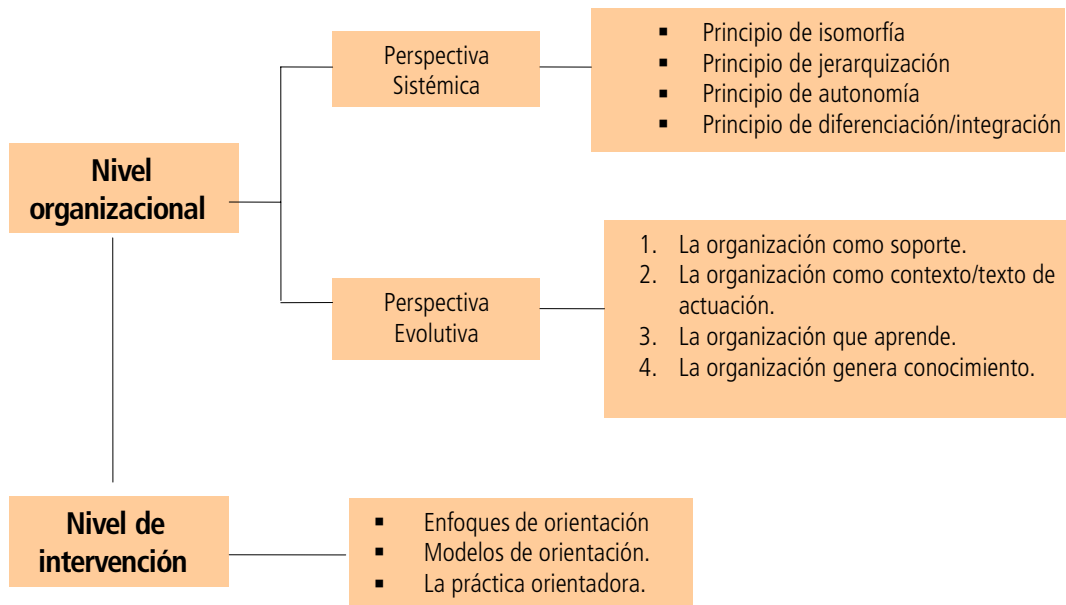 Nivel
organizacional
Perspectiva
Sistémica
▪ Principio de isomorfía
▪ Principio de jerarquización
▪ Principio de autonomía
▪ Principio de diferenciación/integración
Perspectiva
Evolutiva
1. La organización como soporte.
2. La organización como contexto/texto de
actuación.
3. La organización que aprende.
4. La organización genera conocimiento.
Nivel de
intervención
▪ Enfoques de orientación
▪ Modelos de orientación.
▪ La práctica orientadora.